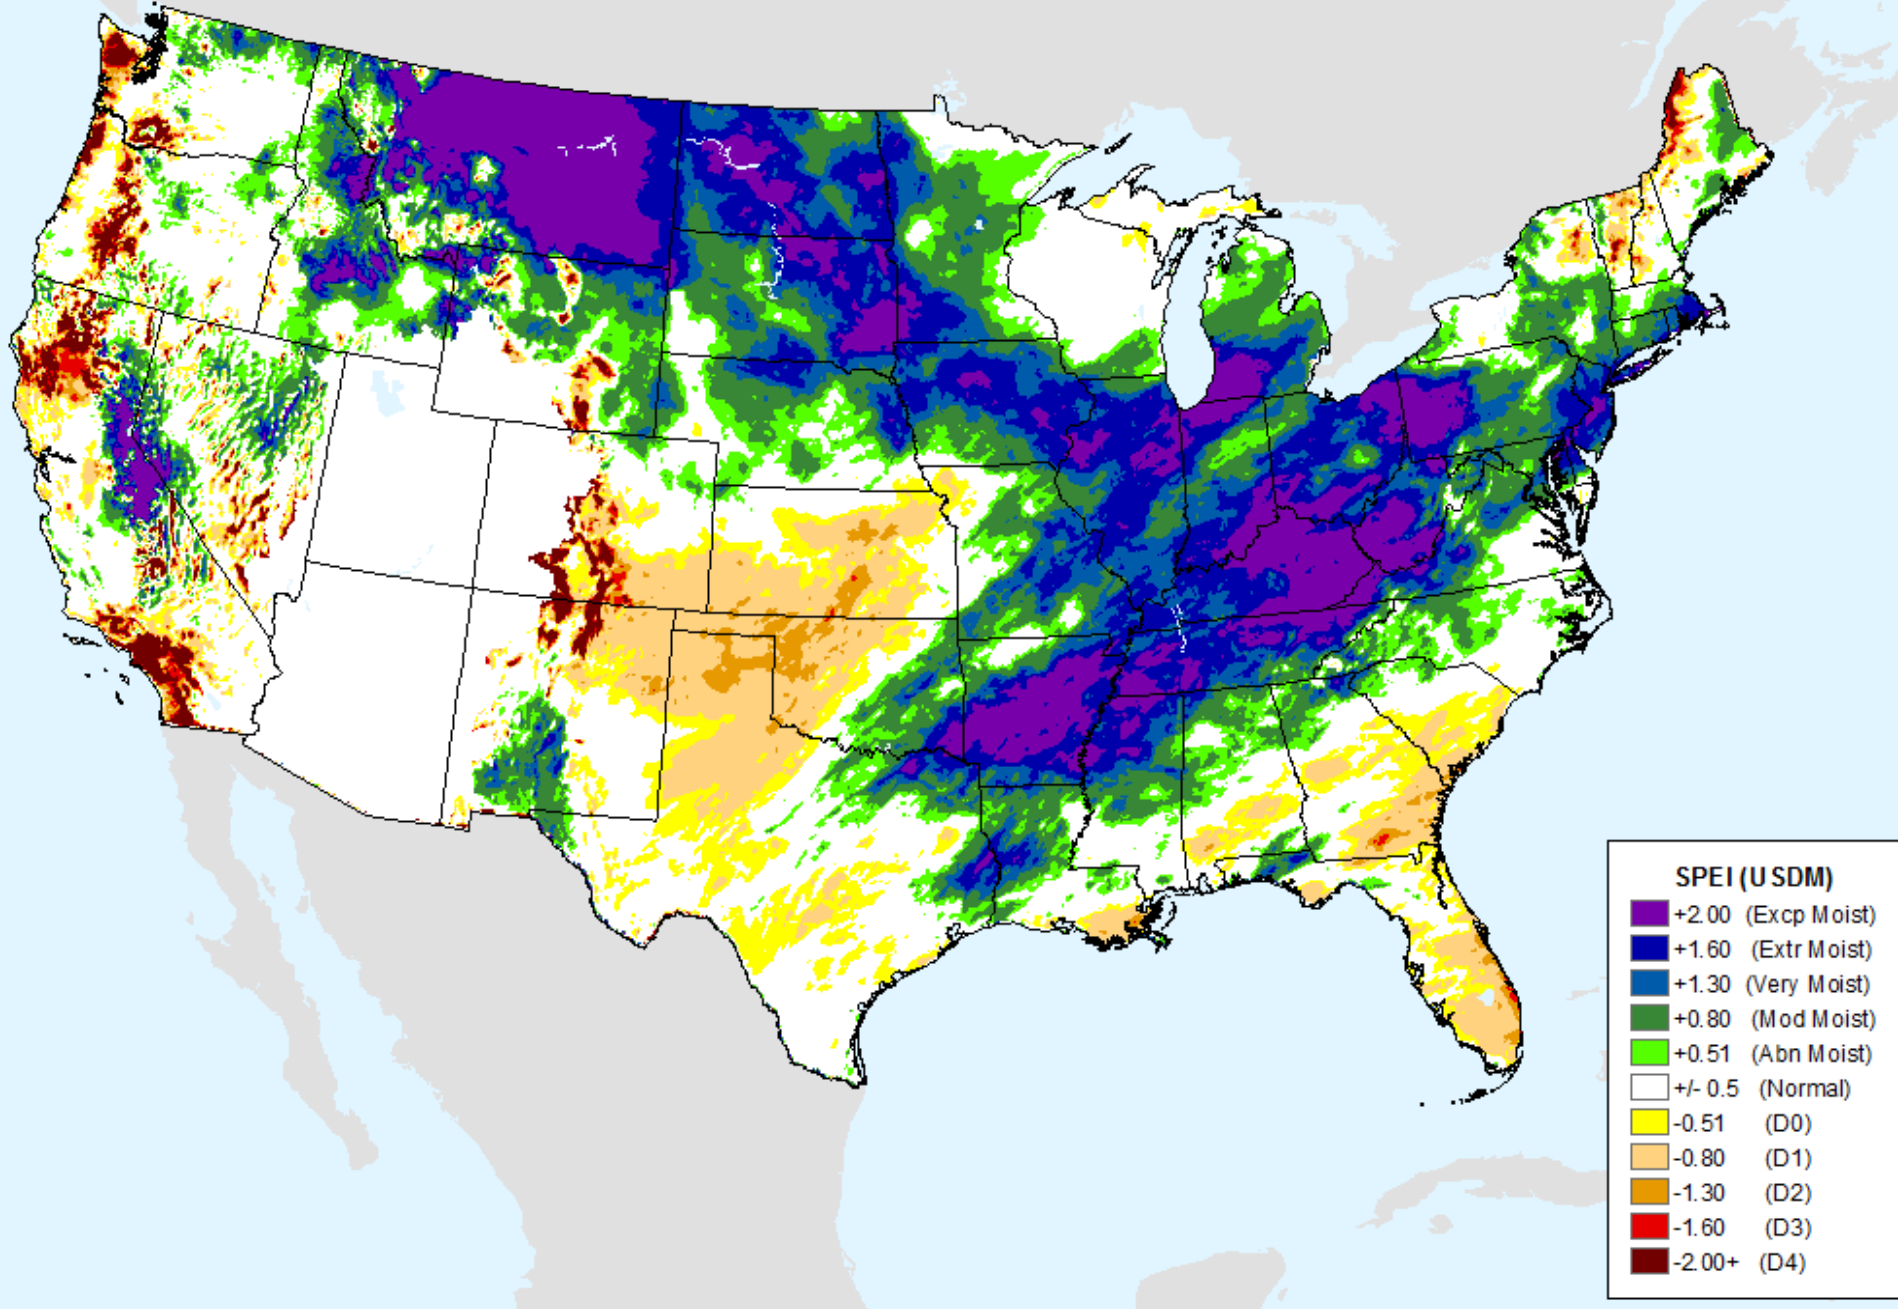 SPEI (USDM)
+2.00 (Excp Moist)
+1.60 (Extr Moist)
+1.30 (Very Moist)
+0.80 (Mod Moist)
+0.51 (Abn Moist)
+/- 0.5 (Normal)
-0.51 (D0)
-0.80 (D1)
-1.30 (D2)
-1.60 (D3)
-2.00+ (D4)